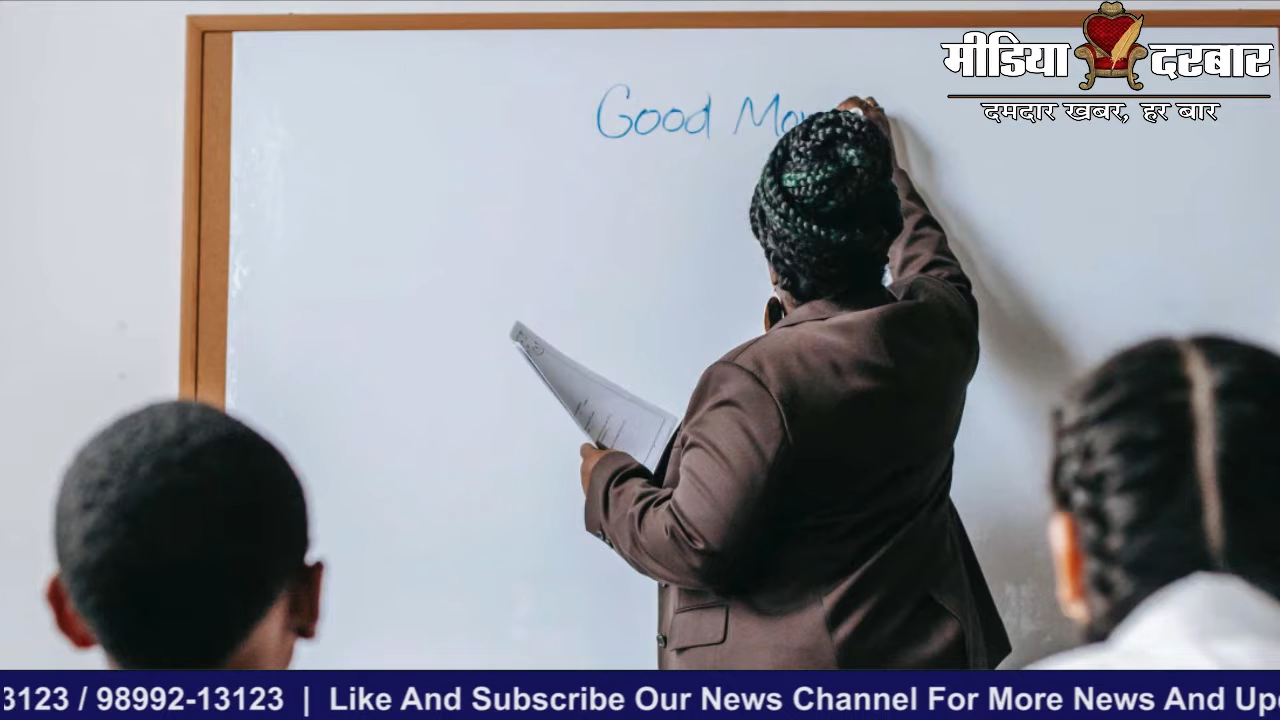 Good Mo
मीडिया दरबार
दमदार खबर, हर बार
3123 / 98992-13123 | Like And Subscribe Our News Channel For More News And Up